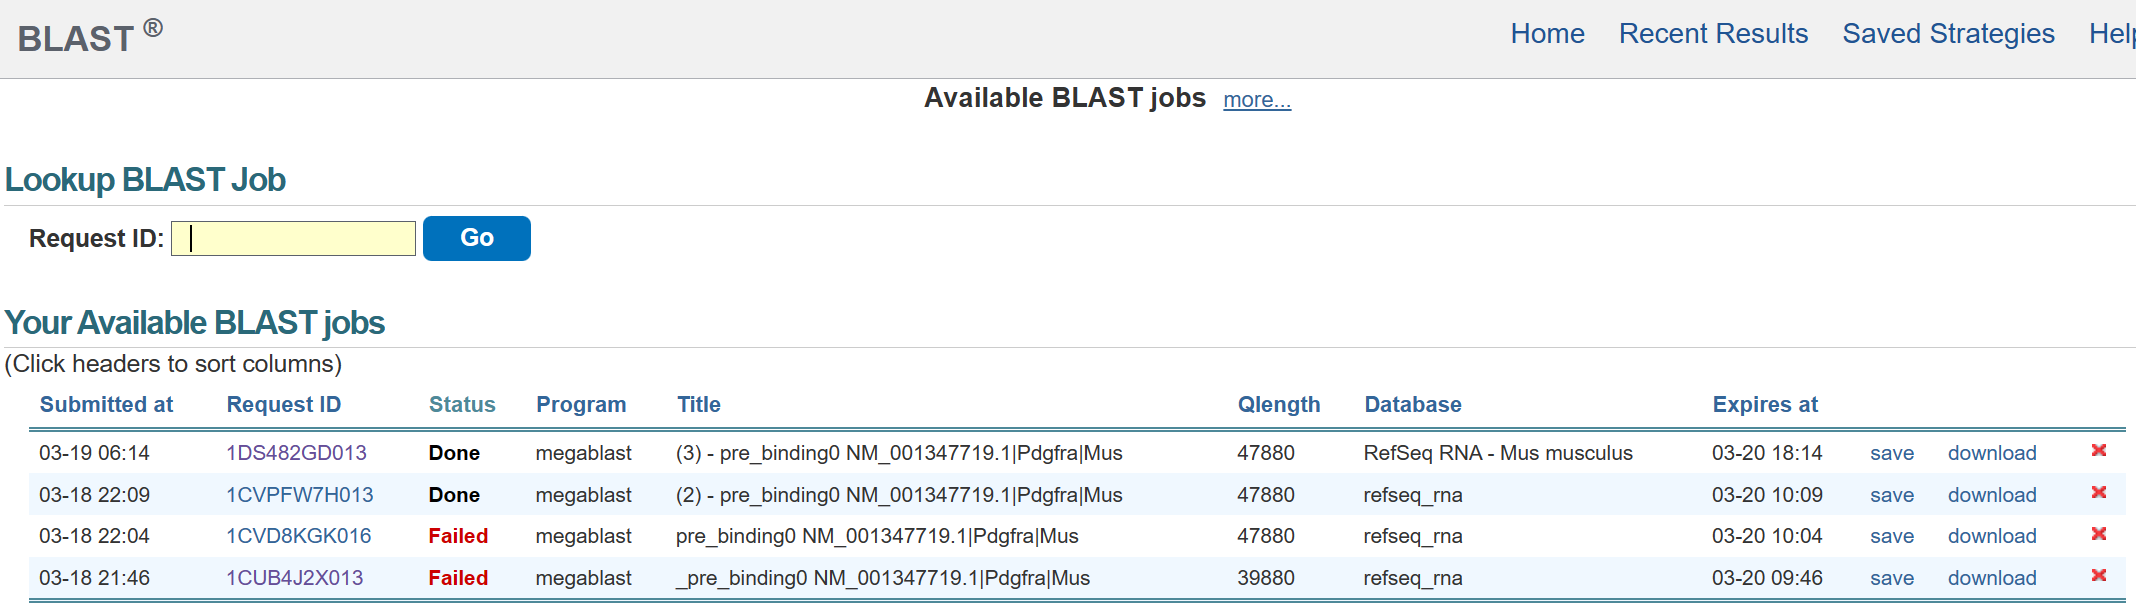 BLAST ®
Home Recent Results Saved Strategies Help
Available BLAST jobs more...
Lookup BLAST Job
Request ID: Go
Your Available BLAST jobs
(Click headers to sort columns)
Submitted at Request ID Status Program Title Qlength Database Expires at
03-19 06:14 1DS482GD013 Done megablast (3) - pre_binding0 NM_001347719.1|Pdgfra|Mus 47880 RefSeq RNA - Mus musculus 03-20 18:14 save download
03-18 22:09 1CVPFW7H013 Done megablast (2) - pre_binding0 NM_001347719.1|Pdgfra|Mus 47880 refseq_rna 03-20 10:09 save download
03-18 22:04 1CVD8KGK016 Failed megablast pre_binding0 NM_001347719.1|Pdgfra|Mus 47880 refseq_rna 03-20 10:04 save download
03-18 21:46 1CUB4J2X013 Failed megablast _pre_binding0 NM_001347719.1|Pdgfra|Mus 39880 refseq_rna 03-20 09:46 save download